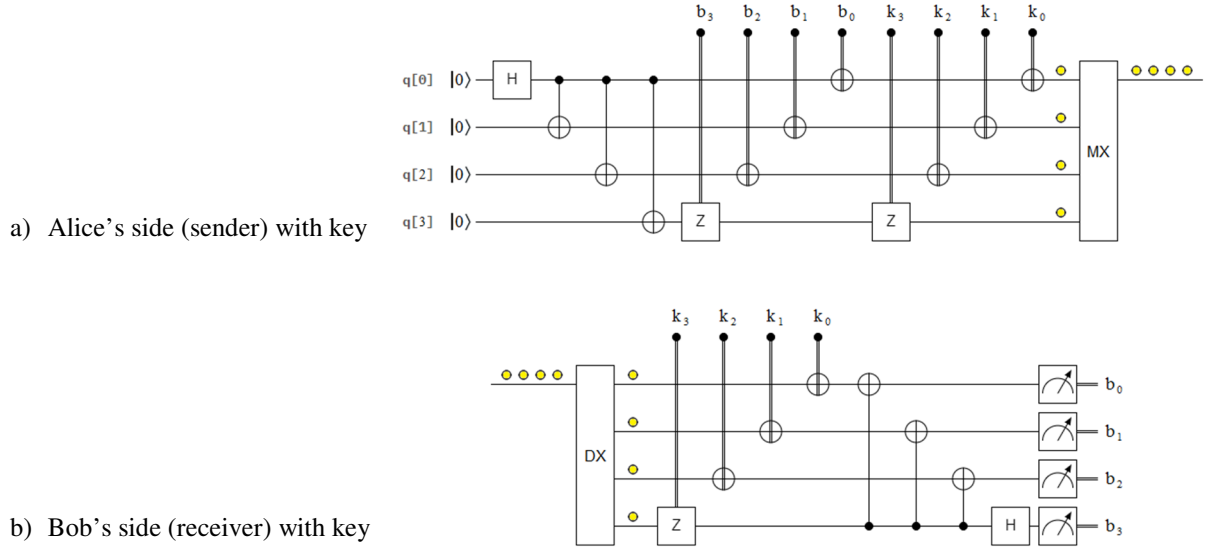 b₃ b₂ b₁ b₀ k₃ k₂ k₁ k₀
q[0] |0⟩ H
q[1] |0⟩
MX
q[2] |0⟩
a) Alice's side (sender) with key q[3] |0⟩ Z Z
k₃ k₂ k₁ k₀
b₀
b₁
DX
b₂
b) Bob's side (receiver) with key Z H b₃